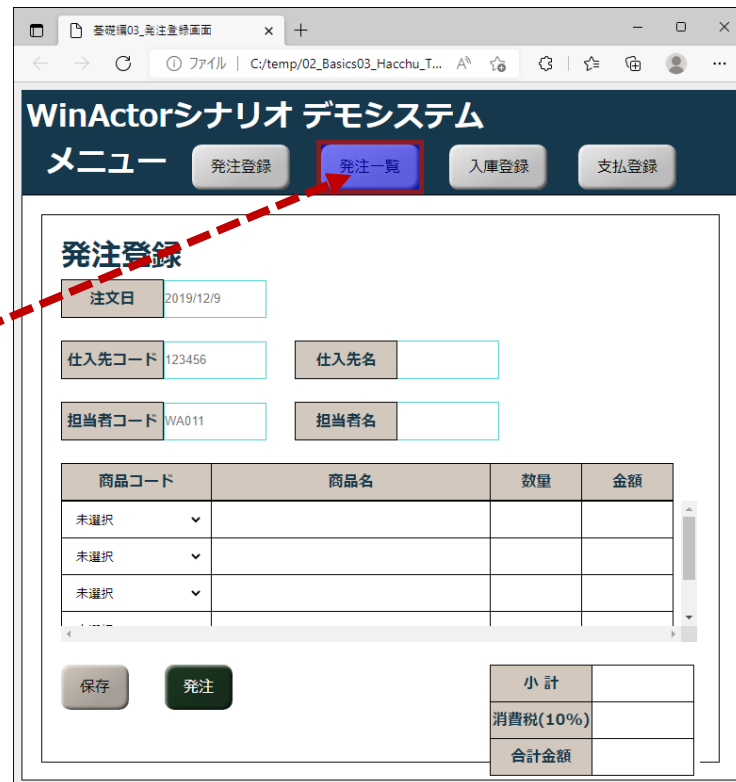 基礎編03_発注登録画面
ファイル | C:/temp/02_Basics03_Hacchu_T...
WinActorシナリオ デモシステム
メニュー 発注登録 発注一覧 入庫登録 支払登録
発注登録
注文日 2019/12/9
仕入先コード 123456 仕入先名
担当者コード WA011 担当者名
商品コード 商品名 数量 金額
未選択
未選択
未選択
保存 発注 小 計
消費税(10%)
合計金額